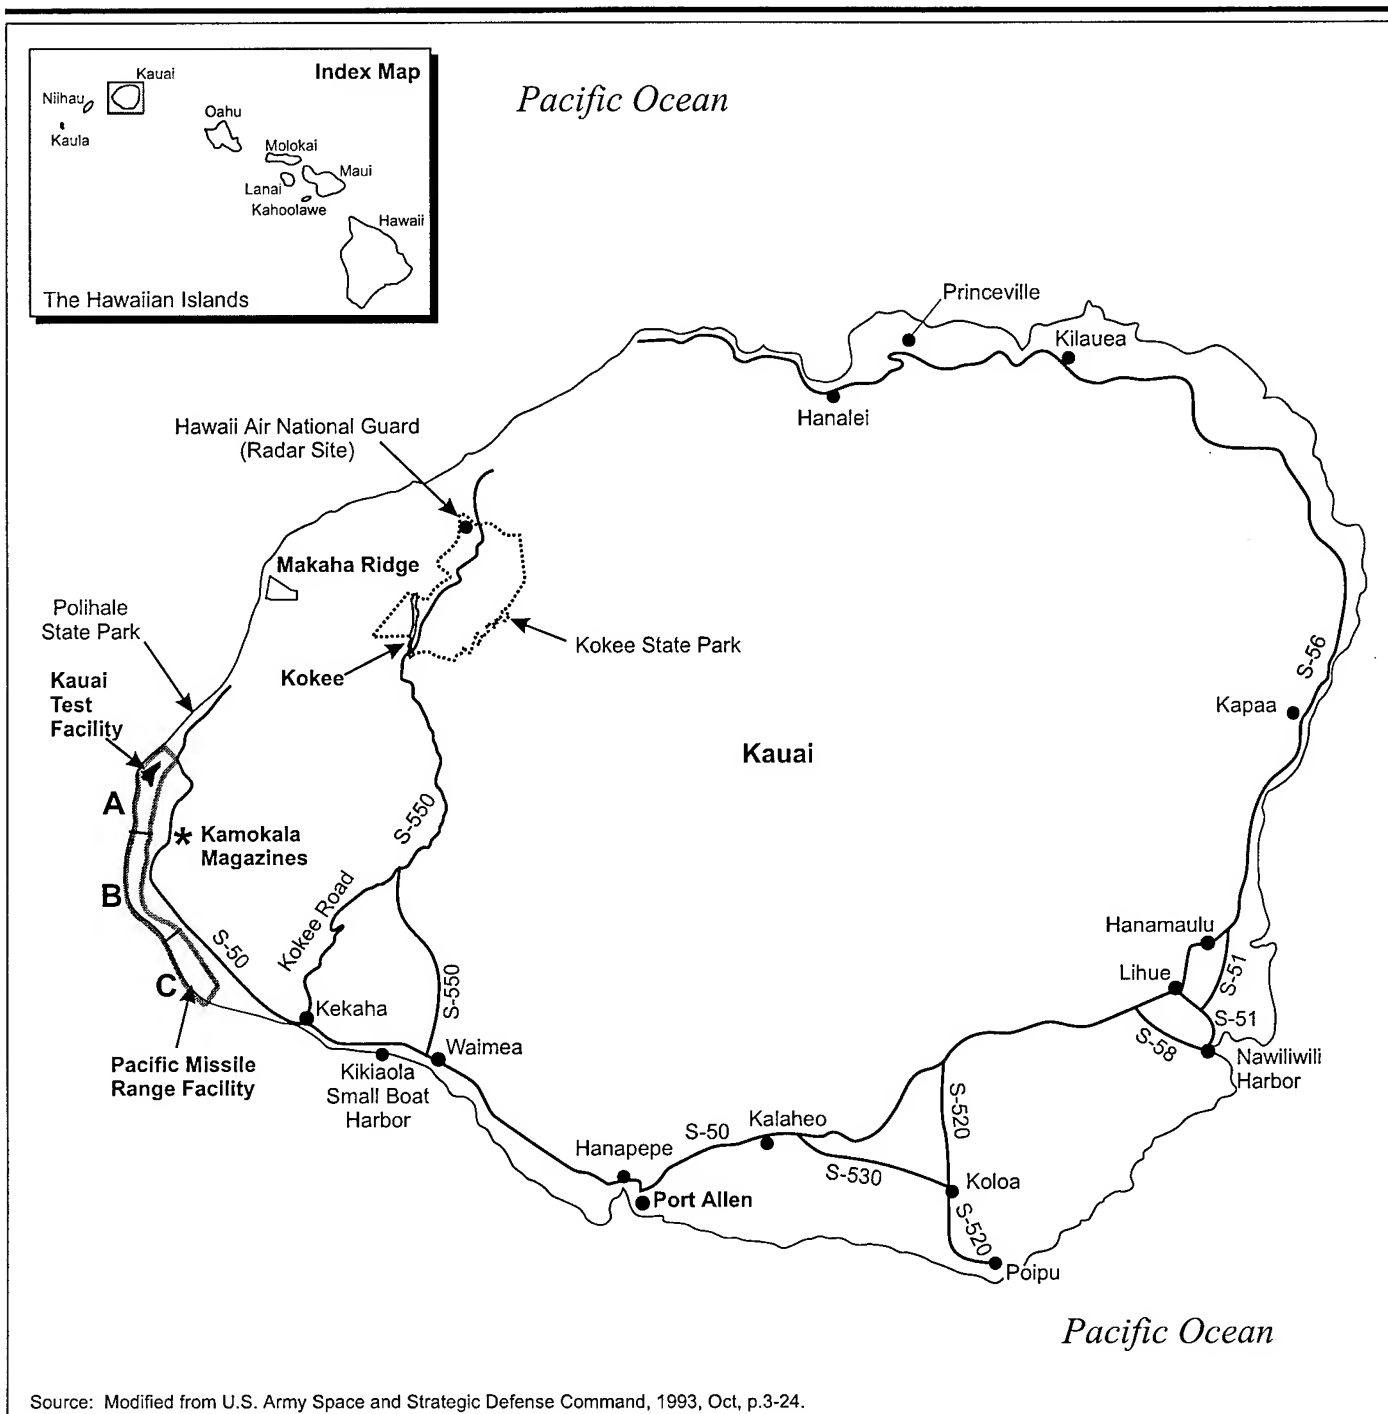 Index Map
Kauai
Niihau
Kaula
Oahu
Molokai
Maui
Lanai
Kahoolawe
Hawaii
The Hawaiian Islands
Pacific Ocean
Princeville
Kilauea
Hanalei
Hawaii Air National Guard
(Radar Site)
Makaha Ridge
Polihale
State Park
Kokee State Park
Kokee
Kauai
Test
Facility
S-56
Kapaa
Kauai
A
S-550
* Kamokala
Magazines
B
Kokee Road
S-50
C
S-550
Hanamaulu
Lihue
S-51
S-51
S-58
Nawiliwili
Harbor
Kekaha
Waimea
Pacific Missile
Range Facility
Kikiaola
Small Boat
Harbor
S-520
Kalaheo
S-50
Hanapepe
S-530
Koloa
Port Allen
S-520
Poipu
Pacific Ocean
Source: Modified from U.S. Army Space and Strategic Defense Command, 1993, Oct, p.3-24.